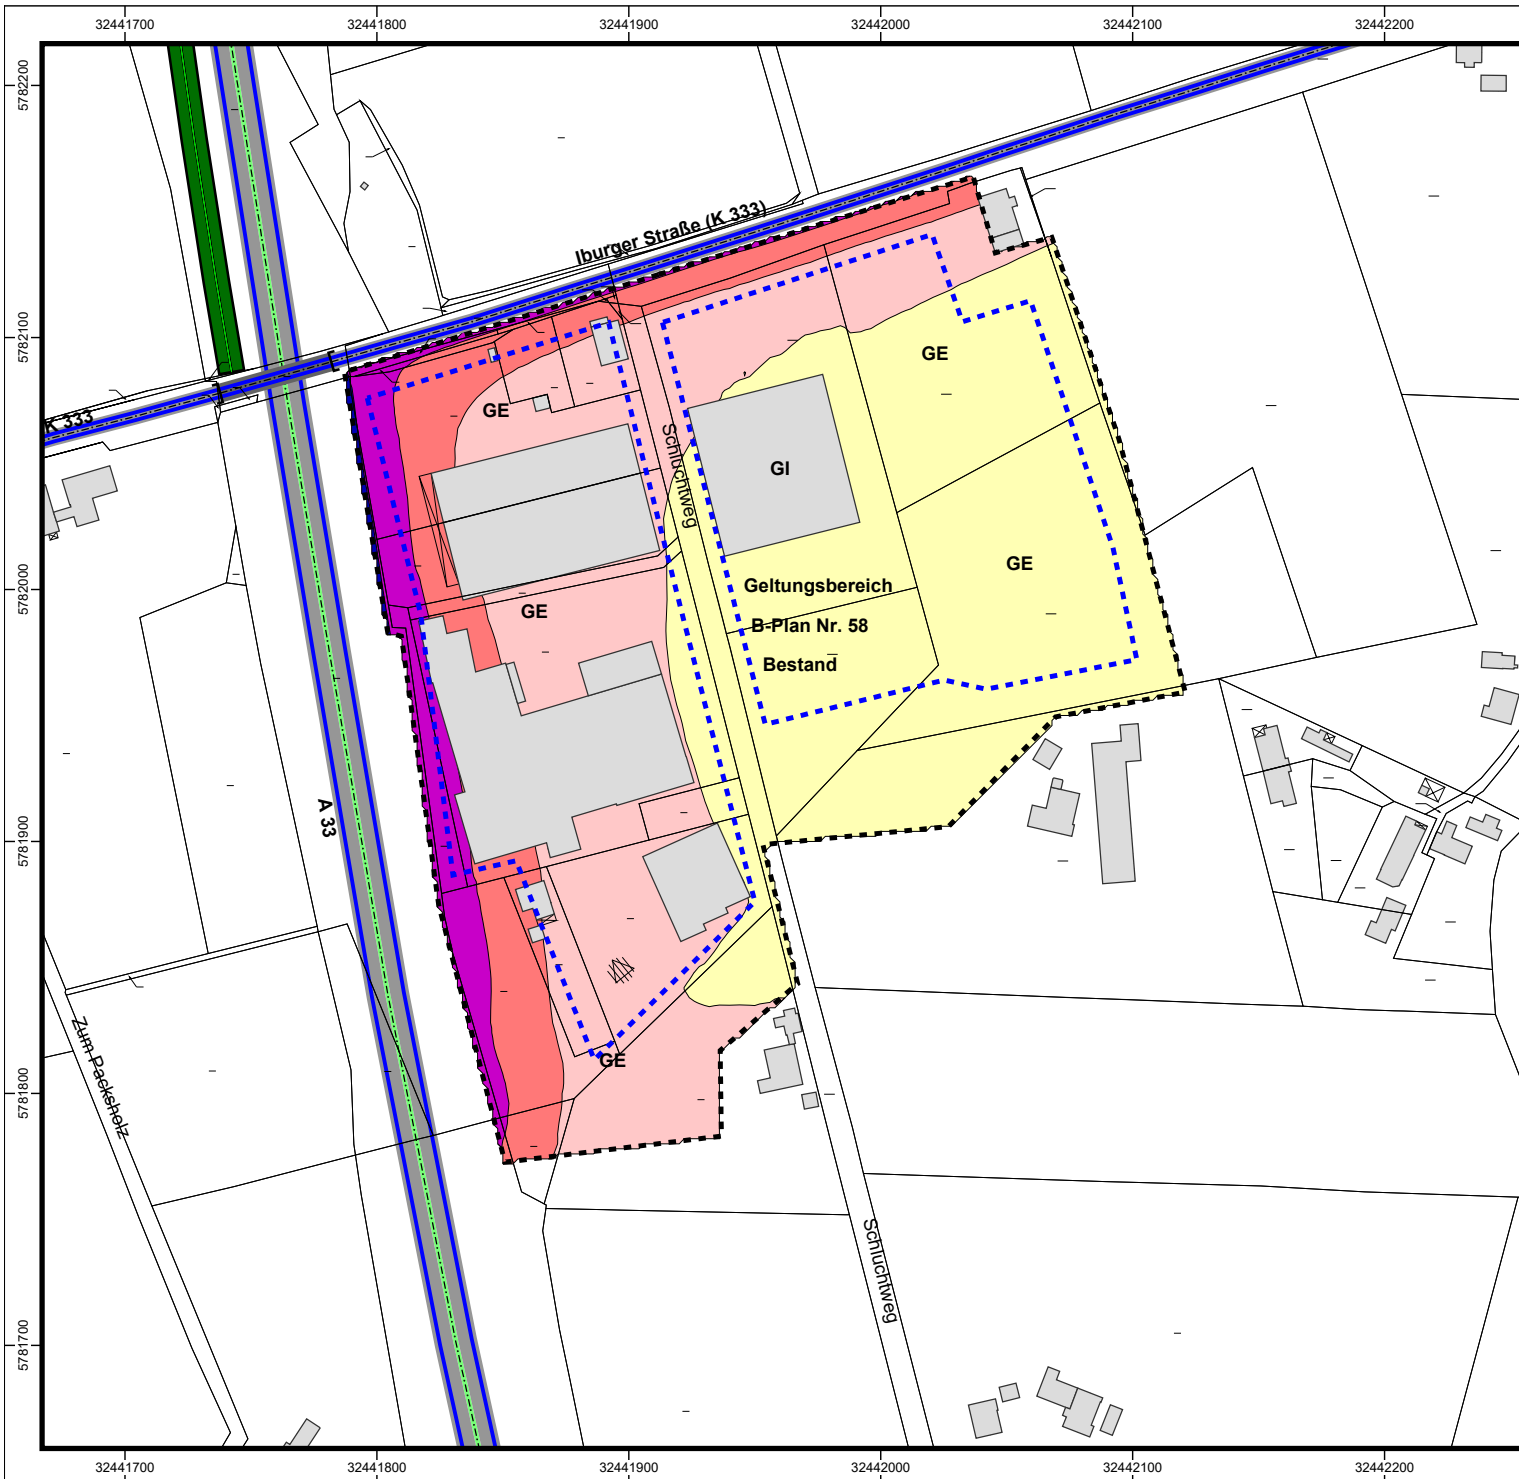 32441700 32441800 32441900 32442000 32442100 32442200
5782200
5782100
5782000
5781900
5781800
5781700
Iburger Straße (K 333)
K 333
GE
GE
Schluchtweg
GI
GE
GE
Geltungsbereich
B-Plan Nr. 58
Bestand
A 33
Zum Packsholz
GE
Schluchtweg
32441700 32441800 32441900 32442000 32442100 32442200